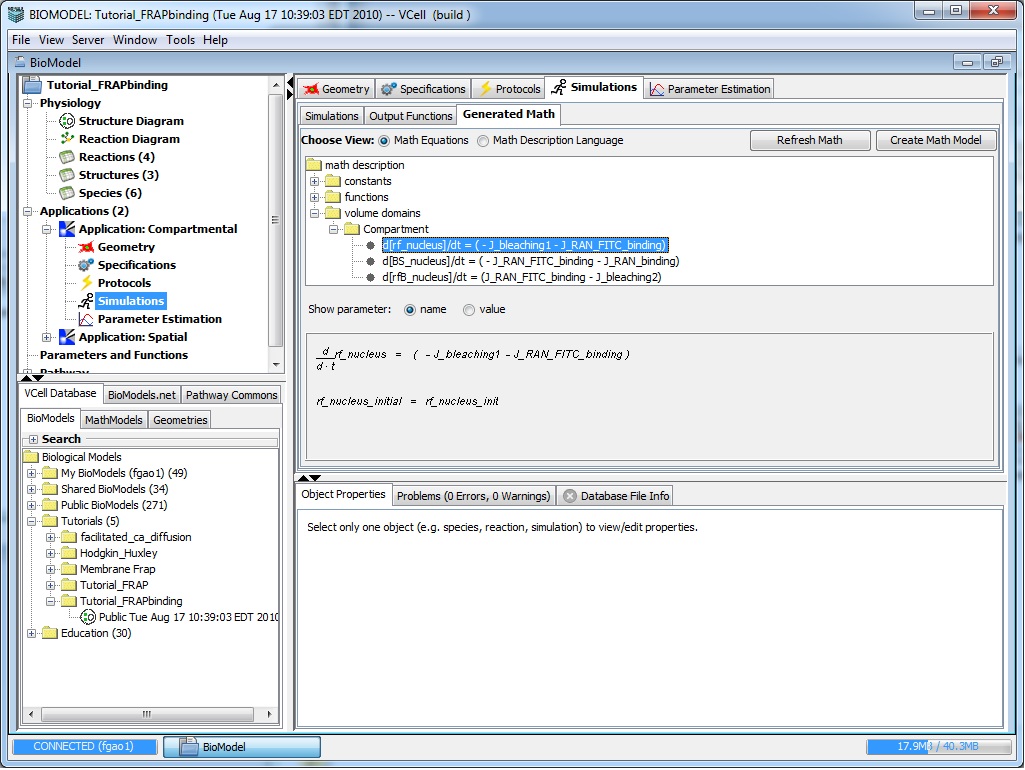 BIOMODEL: Tutorial_FRAPbinding (Tue Aug 17 10:39:03 EDT 2010) -- VCell (build )
File View Server Window Tools Help
BioModel
Tutorial_FRAPbinding
Physiology
Structure Diagram
Reaction Diagram
Reactions (4)
Structures (3)
Species (6)
Applications (2)
Application: Compartmental
Geometry
Specifications
Protocols
Simulations
Parameter Estimation
Application: Spatial
Parameters and Functions
Pathway
VCell Database BioModels.net Pathway Commons
BioModels MathModels Geometries
Search
Biological Models
My BioModels (fgao1) (49)
Shared BioModels (34)
Public BioModels (271)
Tutorials (5)
facilitated_ca_diffusion
Hodgkin_Huxley
Membrane Frap
Tutorial_FRAP
Tutorial_FRAPbinding
Public Tue Aug 17 10:39:03 EDT 2010
Education (30)
Geometry Specifications Protocols Simulations Parameter Estimation
Simulations Output Functions Generated Math
Choose View: Math Equations Math Description Language Refresh Math Create Math Model
math description
constants
functions
volume domains
Compartment
d[rf_nucleus]/dt = ( - J_bleaching1 - J_RAN_FITC_binding)
d[BS_nucleus]/dt = ( - J_RAN_FITC_binding - J_RAN_binding)
d[rfB_nucleus]/dt = (J_RAN_FITC_binding - J_bleaching2)
Show parameter: name value
d
rf_nucleus = ( - J_bleaching1 - J_RAN_FITC_binding )
d · t
rf_nucleus_initial = rf_nucleus_init
Object Properties Problems (0 Errors, 0 Warnings) Database File Info
Select only one object (e.g. species, reaction, simulation) to view/edit properties.
CONNECTED (fgao1) BioModel 17.9MB / 40.3MB